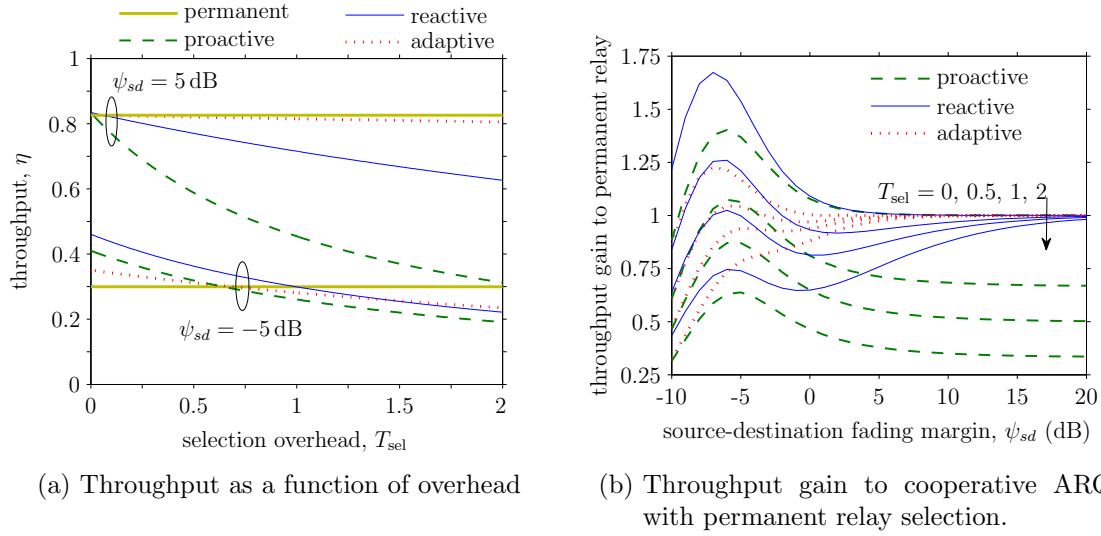 permanent
proactive
reactive
adaptive
ψsd = 5 dB
ψsd = −5 dB
throughput, η
1
0.8
0.6
0.4
0.2
0
0 0.5 1 1.5 2
selection overhead, Tsel
(a) Throughput as a function of overhead
throughput gain to permanent relay
1.75
1.5
1.25
1
0.75
0.5
0.25
proactive
reactive
adaptive
Tsel = 0, 0.5, 1, 2
-10 -5 0 5 10 15 20
source-destination fading margin, ψsd (dB)
(b) Throughput gain to cooperative ARQ
with permanent relay selection.